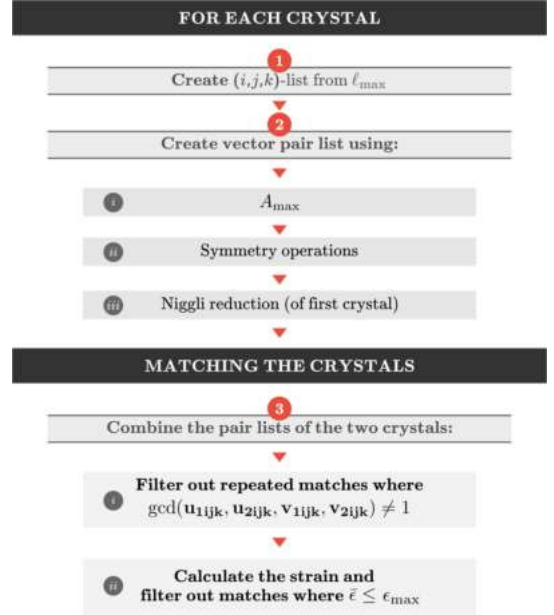 FOR EACH CRYSTAL
1
Create (i,j,k)-list from ℓmax
2
Create vector pair list using:
i
Amax
ii
Symmetry operations
iii
Niggli reduction (of first crystal)
MATCHING THE CRYSTALS
3
Combine the pair lists of the two crystals:
i
Filter out repeated matches where
gcd(u1ijk, u2ijk, v1ijk, v2ijk) ≠ 1
ii
Calculate the strain and
filter out matches where ϵ̄ ≤ ϵmax